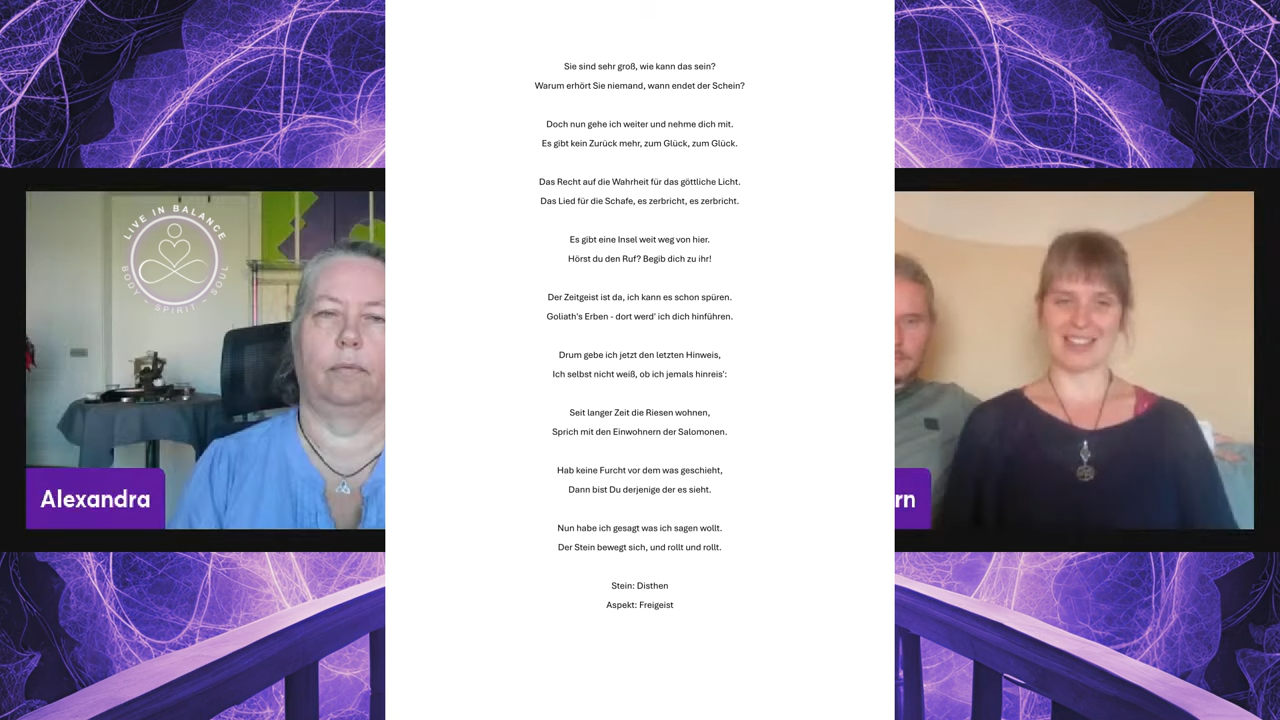 Sie sind sehr groß, wie kann das sein?
Warum erhört Sie niemand, wann endet der Schein?
Doch nun gehe ich weiter und nehme dich mit.
Es gibt kein Zurück mehr, zum Glück, zum Glück.
Das Recht auf die Wahrheit für das göttliche Licht.
Das Lied für die Schafe, es zerbricht, es zerbricht.
Es gibt eine Insel weit weg von hier.
Hörst du den Ruf? Begib dich zu ihr!
Der Zeitgeist ist da, ich kann es schon spüren.
Goliath's Erben - dort werd' ich dich hinführen.
Drum gebe ich jetzt den letzten Hinweis,
Ich selbst nicht weiß, ob ich jemals hinreis':
Seit langer Zeit die Riesen wohnen,
Sprich mit den Einwohnern der Salomonen.
Hab keine Furcht vor dem was geschieht,
Dann bist Du derjenige der es sieht.
Nun habe ich gesagt was ich sagen wollt.
Der Stein bewegt sich, und rollt und rollt.
Stein: Disthen
Aspekt: Freigeist
LIVE IN BALANCE
BODY - SPIRIT - SOUL
Alexandra
rn